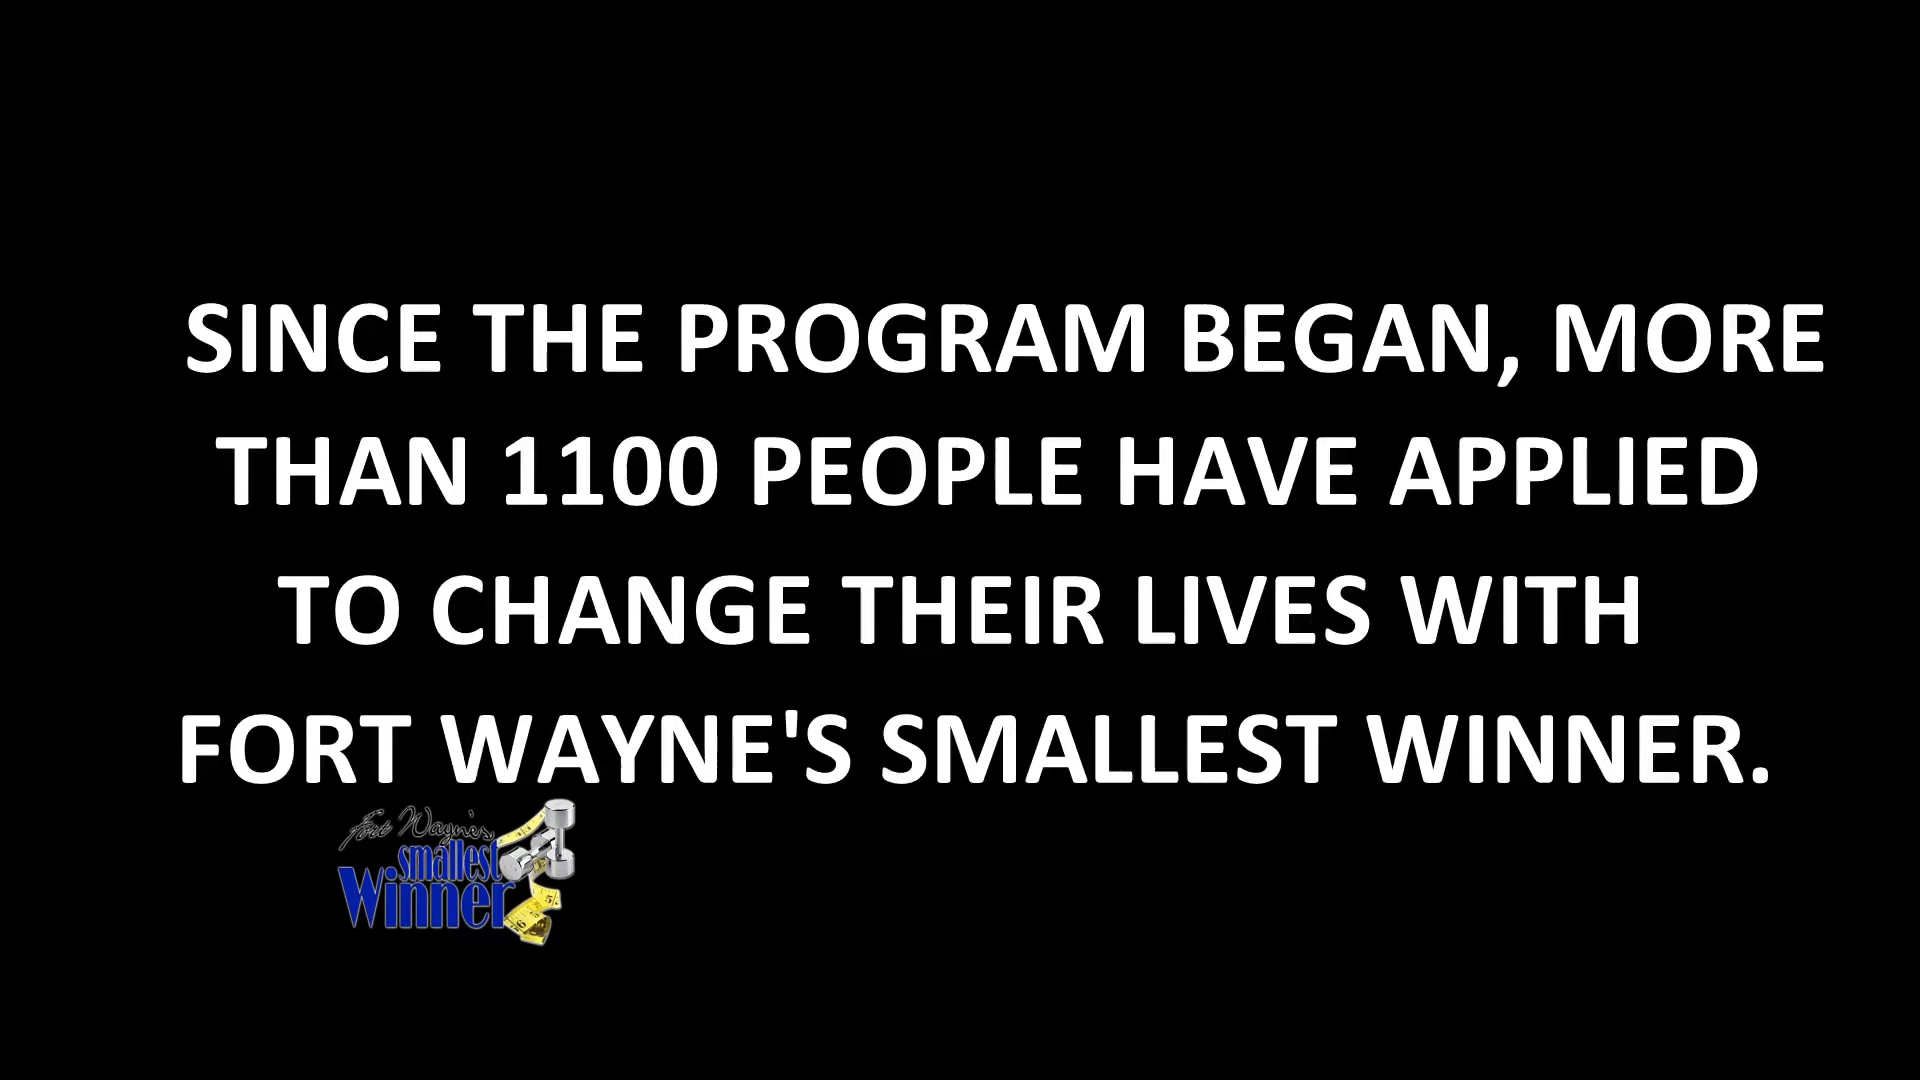 SINCE THE PROGRAM BEGAN, MORE
THAN 1100 PEOPLE HAVE APPLIED
TO CHANGE THEIR LIVES WITH
FORT WAYNE'S SMALLEST WINNER.
Fort Wayne's
smallest
Winner